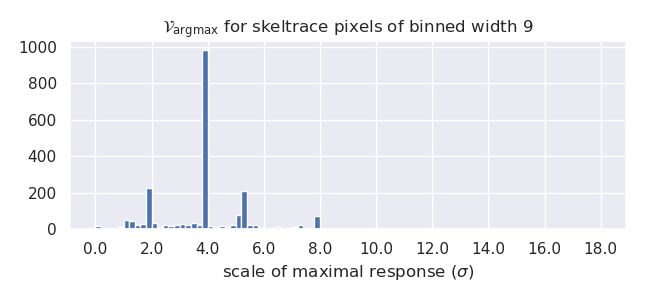 𝒱argmax for skeltrace pixels of binned width 9
1000
800
600
400
200
0
0.0 2.0 4.0 6.0 8.0 10.0 12.0 14.0 16.0 18.0
scale of maximal response (σ)